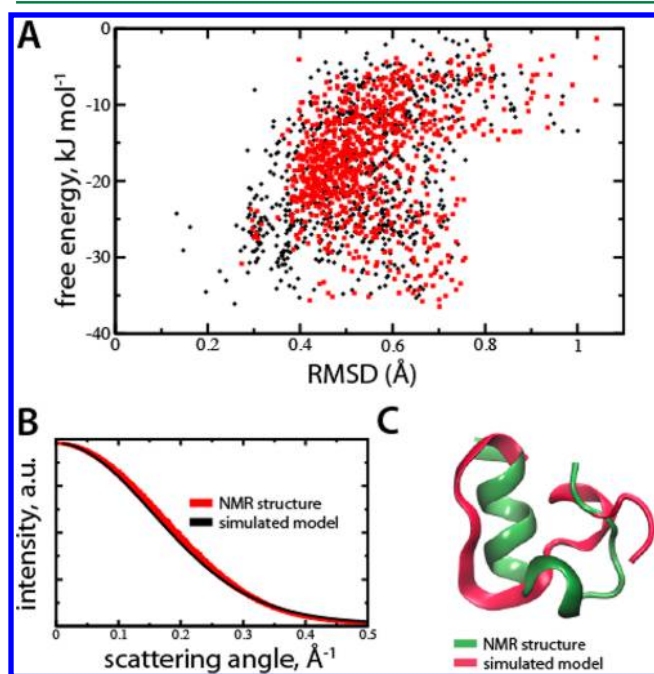 A
0
-10
-20
-30
-40
free energy, kJ mol⁻¹
0 0.2 0.4 0.6 0.8 1
RMSD (Å)
B
intensity, a.u.
NMR structure
simulated model
0 0.1 0.2 0.3 0.4 0.5
scattering angle, Å⁻¹
C
NMR structure
simulated model